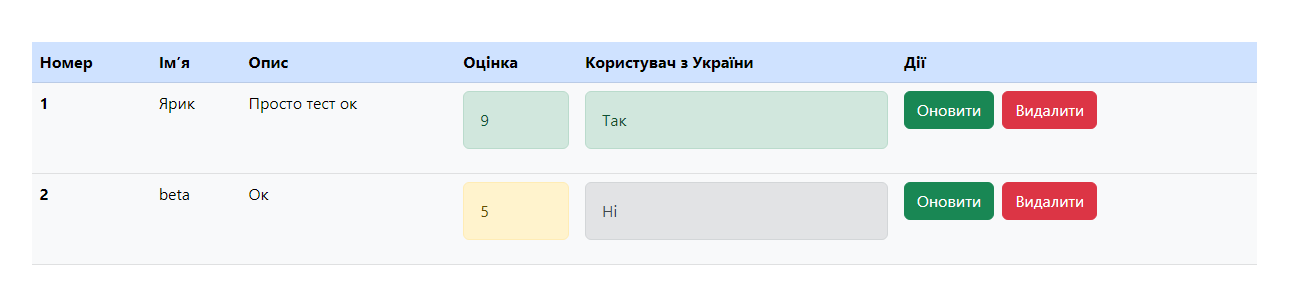 Номер Ім’я Опис Оцінка Користувач з України Дії
1 Ярик Просто тест ок 9 Так Оновити Видалити
2 beta Ок 5 Ні Оновити Видалити